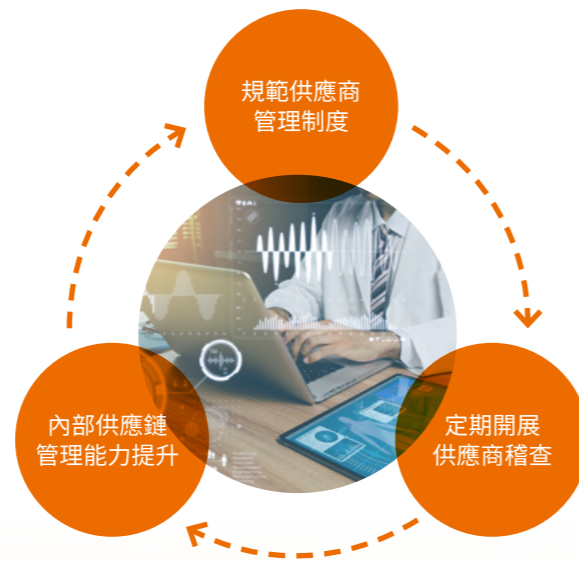 規範供應商
管理制度
內部供應鏈
管理能力提升
定期開展
供應商稽查